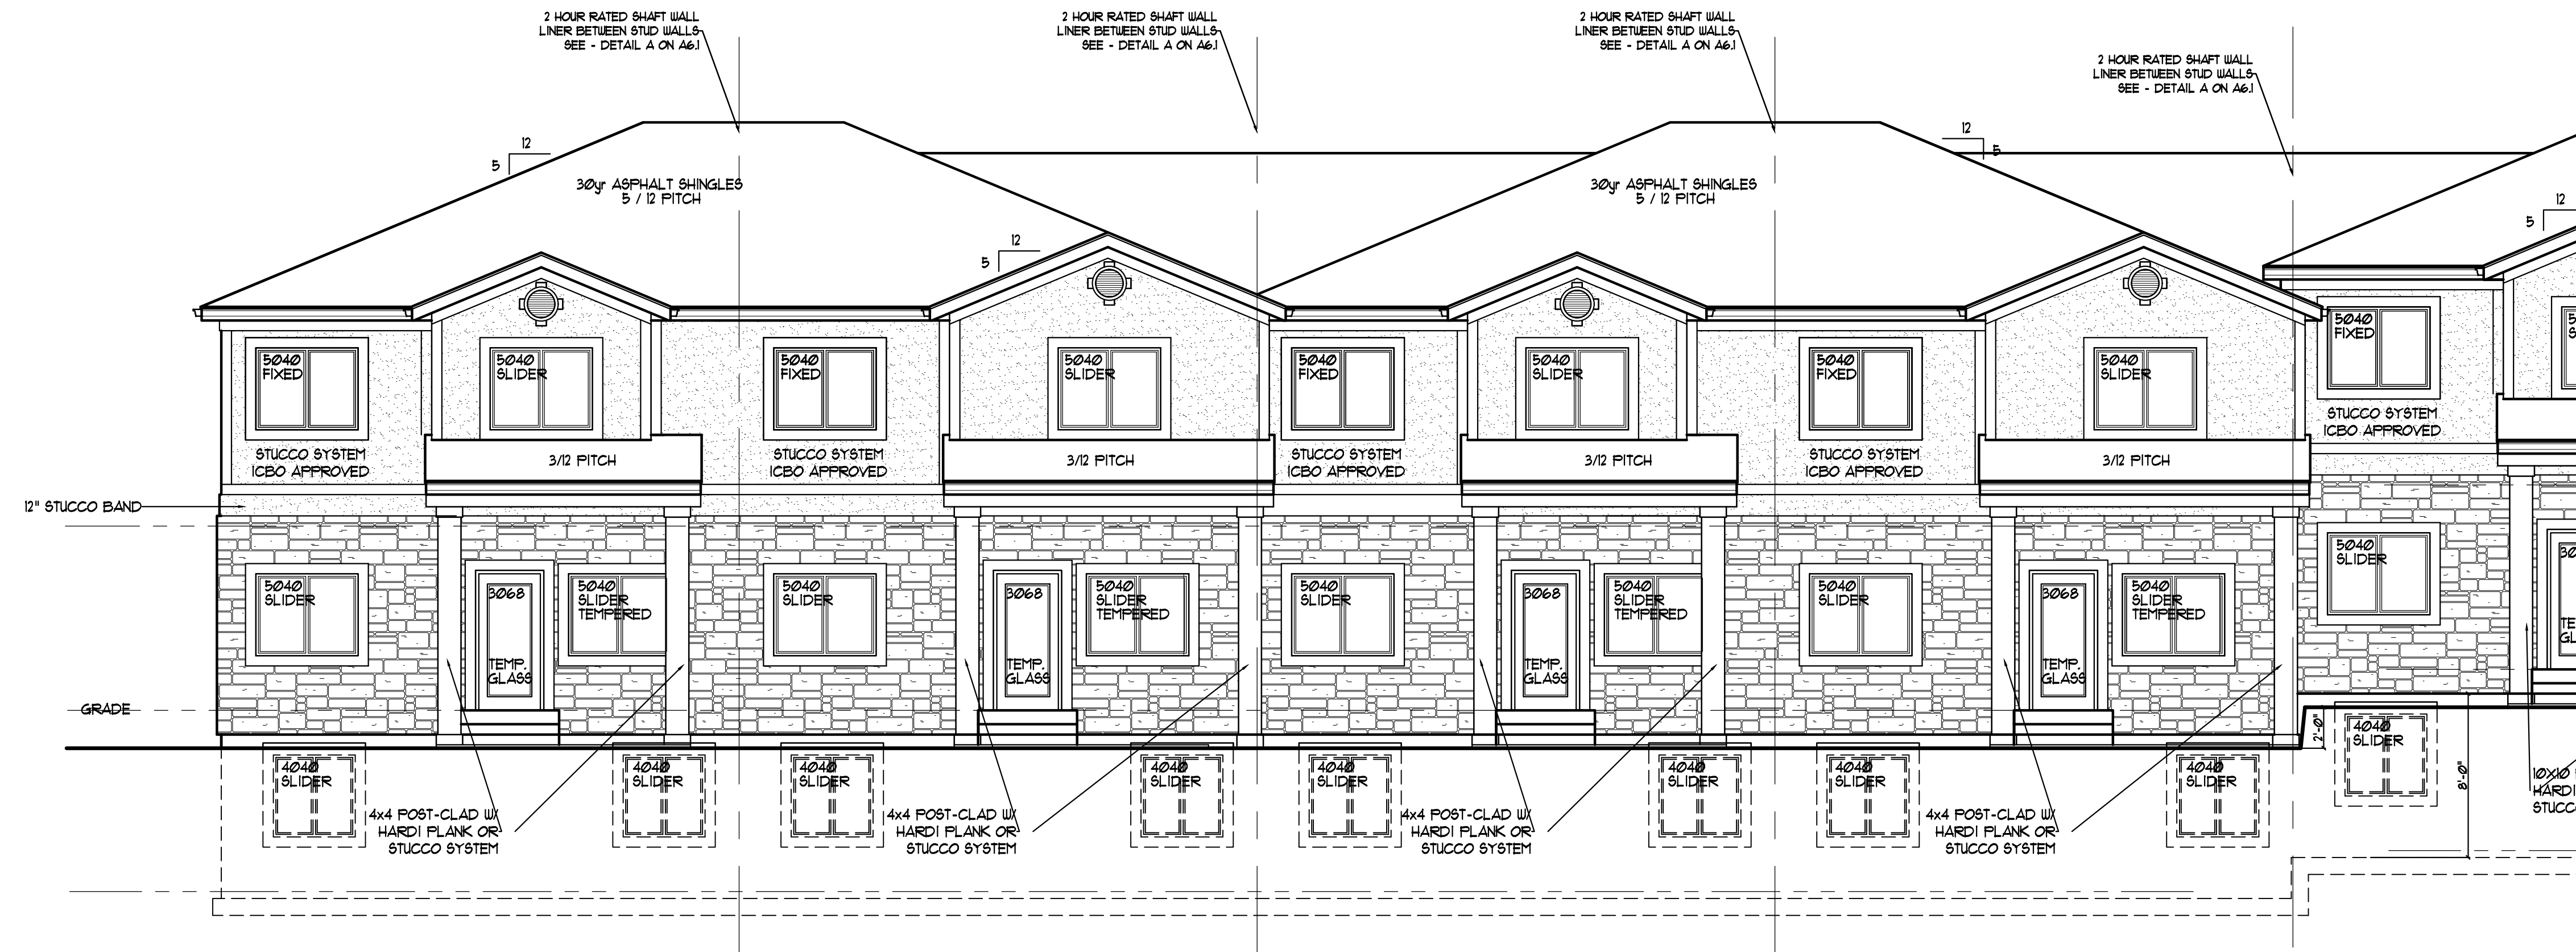 2 HOUR RATED SHAFT WALL
LINER BETWEEN STUD WALLS
SEE - DETAIL A ON A6.1
2 HOUR RATED SHAFT WALL
LINER BETWEEN STUD WALLS
SEE - DETAIL A ON A6.1
2 HOUR RATED SHAFT WALL
LINER BETWEEN STUD WALLS
SEE - DETAIL A ON A6.1
2 HOUR RATED SHAFT WALL
LINER BETWEEN STUD WALLS
SEE - DETAIL A ON A6.1
12
5
30yr ASPHALT SHINGLES
5 / 12 PITCH
12
5
30yr ASPHALT SHINGLES
5 / 12 PITCH
12
5
12
5
5040
FIXED
5040
SLIDER
5040
FIXED
5040
SLIDER
5040
FIXED
5040
SLIDER
5040
FIXED
5040
SLIDER
5040
FIXED
STUCCO SYSTEM
ICBO APPROVED
3/12 PITCH
STUCCO SYSTEM
ICBO APPROVED
3/12 PITCH
STUCCO SYSTEM
ICBO APPROVED
3/12 PITCH
STUCCO SYSTEM
ICBO APPROVED
3/12 PITCH
STUCCO SYSTEM
ICBO APPROVED
12" STUCCO BAND
5040
SLIDER
3068
TEMP.
GLASS
5040
SLIDER
TEMPERED
5040
SLIDER
3068
TEMP.
GLASS
5040
SLIDER
TEMPERED
5040
SLIDER
3068
TEMP.
GLASS
5040
SLIDER
TEMPERED
5040
SLIDER
3068
TEMP.
GLASS
5040
SLIDER
TEMPERED
5040
SLIDER
GRADE
4040
SLIDER
4040
SLIDER
4040
SLIDER
4040
SLIDER
4040
SLIDER
4040
SLIDER
4040
SLIDER
4040
SLIDER
4040
SLIDER
2'-0"
8'-0"
4x4 POST-CLAD W/
HARDI PLANK OR
STUCCO SYSTEM
4x4 POST-CLAD W/
HARDI PLANK OR
STUCCO SYSTEM
4x4 POST-CLAD W/
HARDI PLANK OR
STUCCO SYSTEM
4x4 POST-CLAD W/
HARDI PLANK OR
STUCCO SYSTEM
10X10
HARDI
STUCC